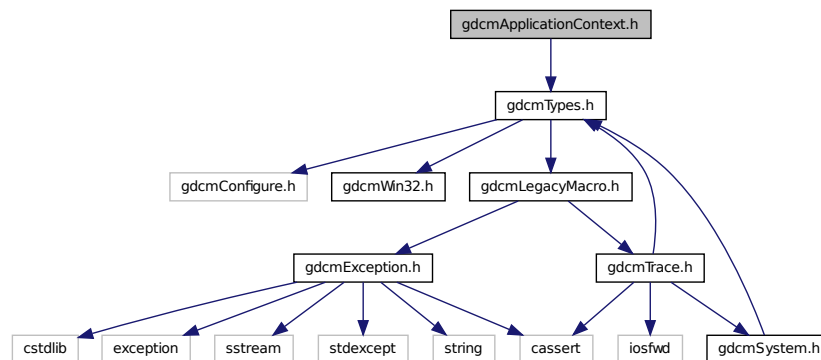 gdcmApplicationContext.h
gdcmTypes.h
gdcmConfigure.h
gdcmWin32.h
gdcmLegacyMacro.h
gdcmException.h
gdcmTrace.h
cstdlib
exception
sstream
stdexcept
string
cassert
iosfwd
gdcmSystem.h